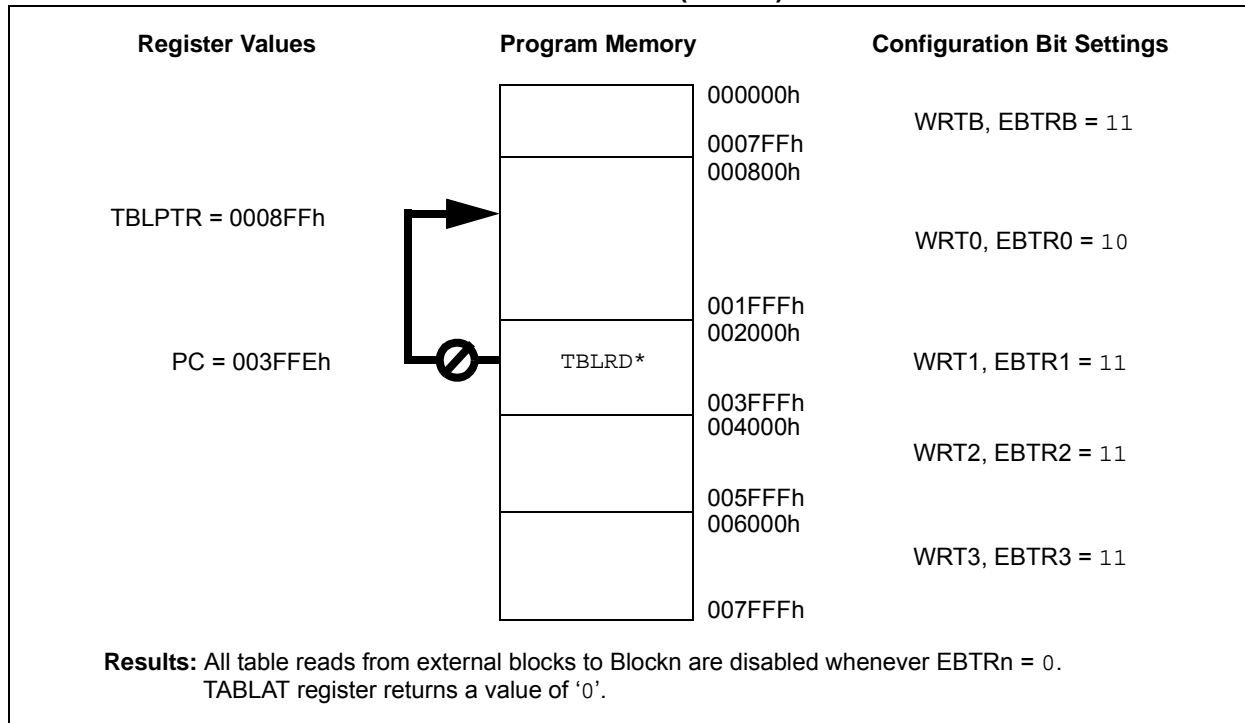 Register Values Program Memory Configuration Bit Settings
000000h
WRTB, EBTRB = 11
0007FFh
000800h
TBLPTR = 0008FFh
WRT0, EBTR0 = 10
001FFFh
002000h
PC = 003FFEh TBLRD* WRT1, EBTR1 = 11
003FFFh
004000h
WRT2, EBTR2 = 11
005FFFh
006000h
WRT3, EBTR3 = 11
007FFFh
Results: All table reads from external blocks to Blockn are disabled whenever EBTRn = 0.
TABLAT register returns a value of ‘0’.